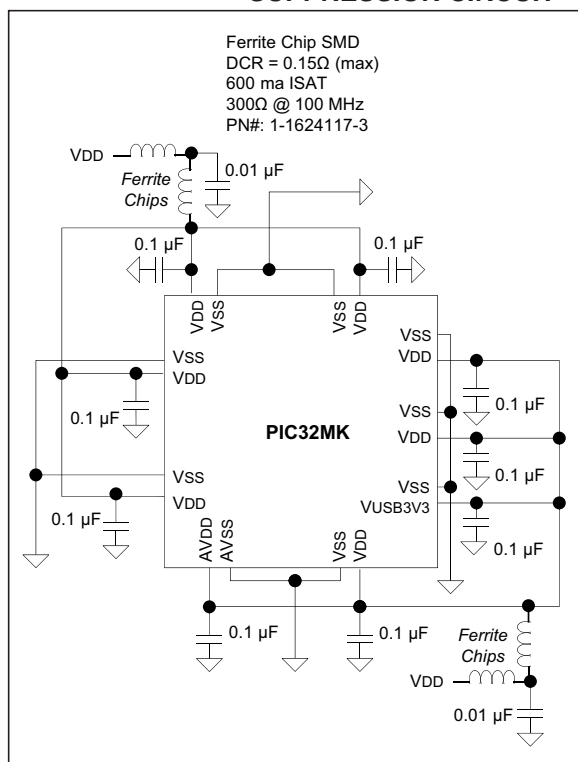 Ferrite Chip SMD
DCR = 0.15Ω (max)
600 ma ISAT
300Ω @ 100 MHz
PN#: 1-1624117-3
VDD
0.01 µF
Ferrite
Chips
0.1 µF
0.1 µF
VDD
VSS
VSS
VDD
VSS
VDD
0.1 µF
VSS
VDD
0.1 µF
PIC32MK
VSS
VDD
0.1 µF
VSS
VDD
0.1 µF
VSS
VUSB3V3
0.1 µF
AVDD
AVSS
VSS
VDD
0.1 µF
0.1 µF
Ferrite
Chips
VDD
0.01 µF